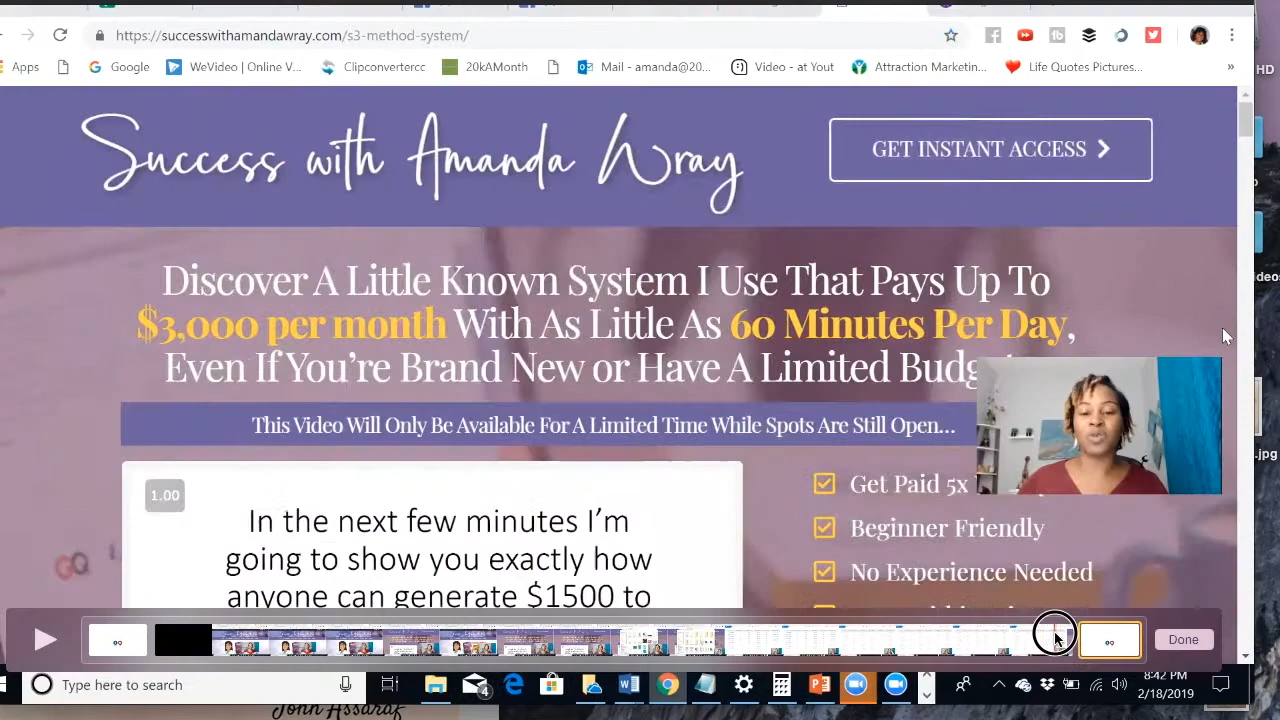 https://successwithamandawray.com/s3-method-system/
Apps
Google
WeVideo | Online V...
Clipconvertercc
20kAMonth
Mail - amanda@20...
Video - at Yout
Attraction Marketin...
Life Quotes Pictures...
»
HD
Success with Amanda Wray
GET INSTANT ACCESS
Discover A Little Known System I Use That Pays Up To
$3,000 per month With As Little As 60 Minutes Per Day,
Even If You're Brand New or Have A Limited
This Video Will Only Be Available For A Limited Time While Spots Are Still Open...
1.00
In the next few minutes I'm
going to show you exactly how
anyone can generate $1500 to
Get Paid 5x
Beginner Friendly
No Experience Needed
.jpg
Done
Type here to search
4
8:42 PM
2/18/2019
John Assaraf